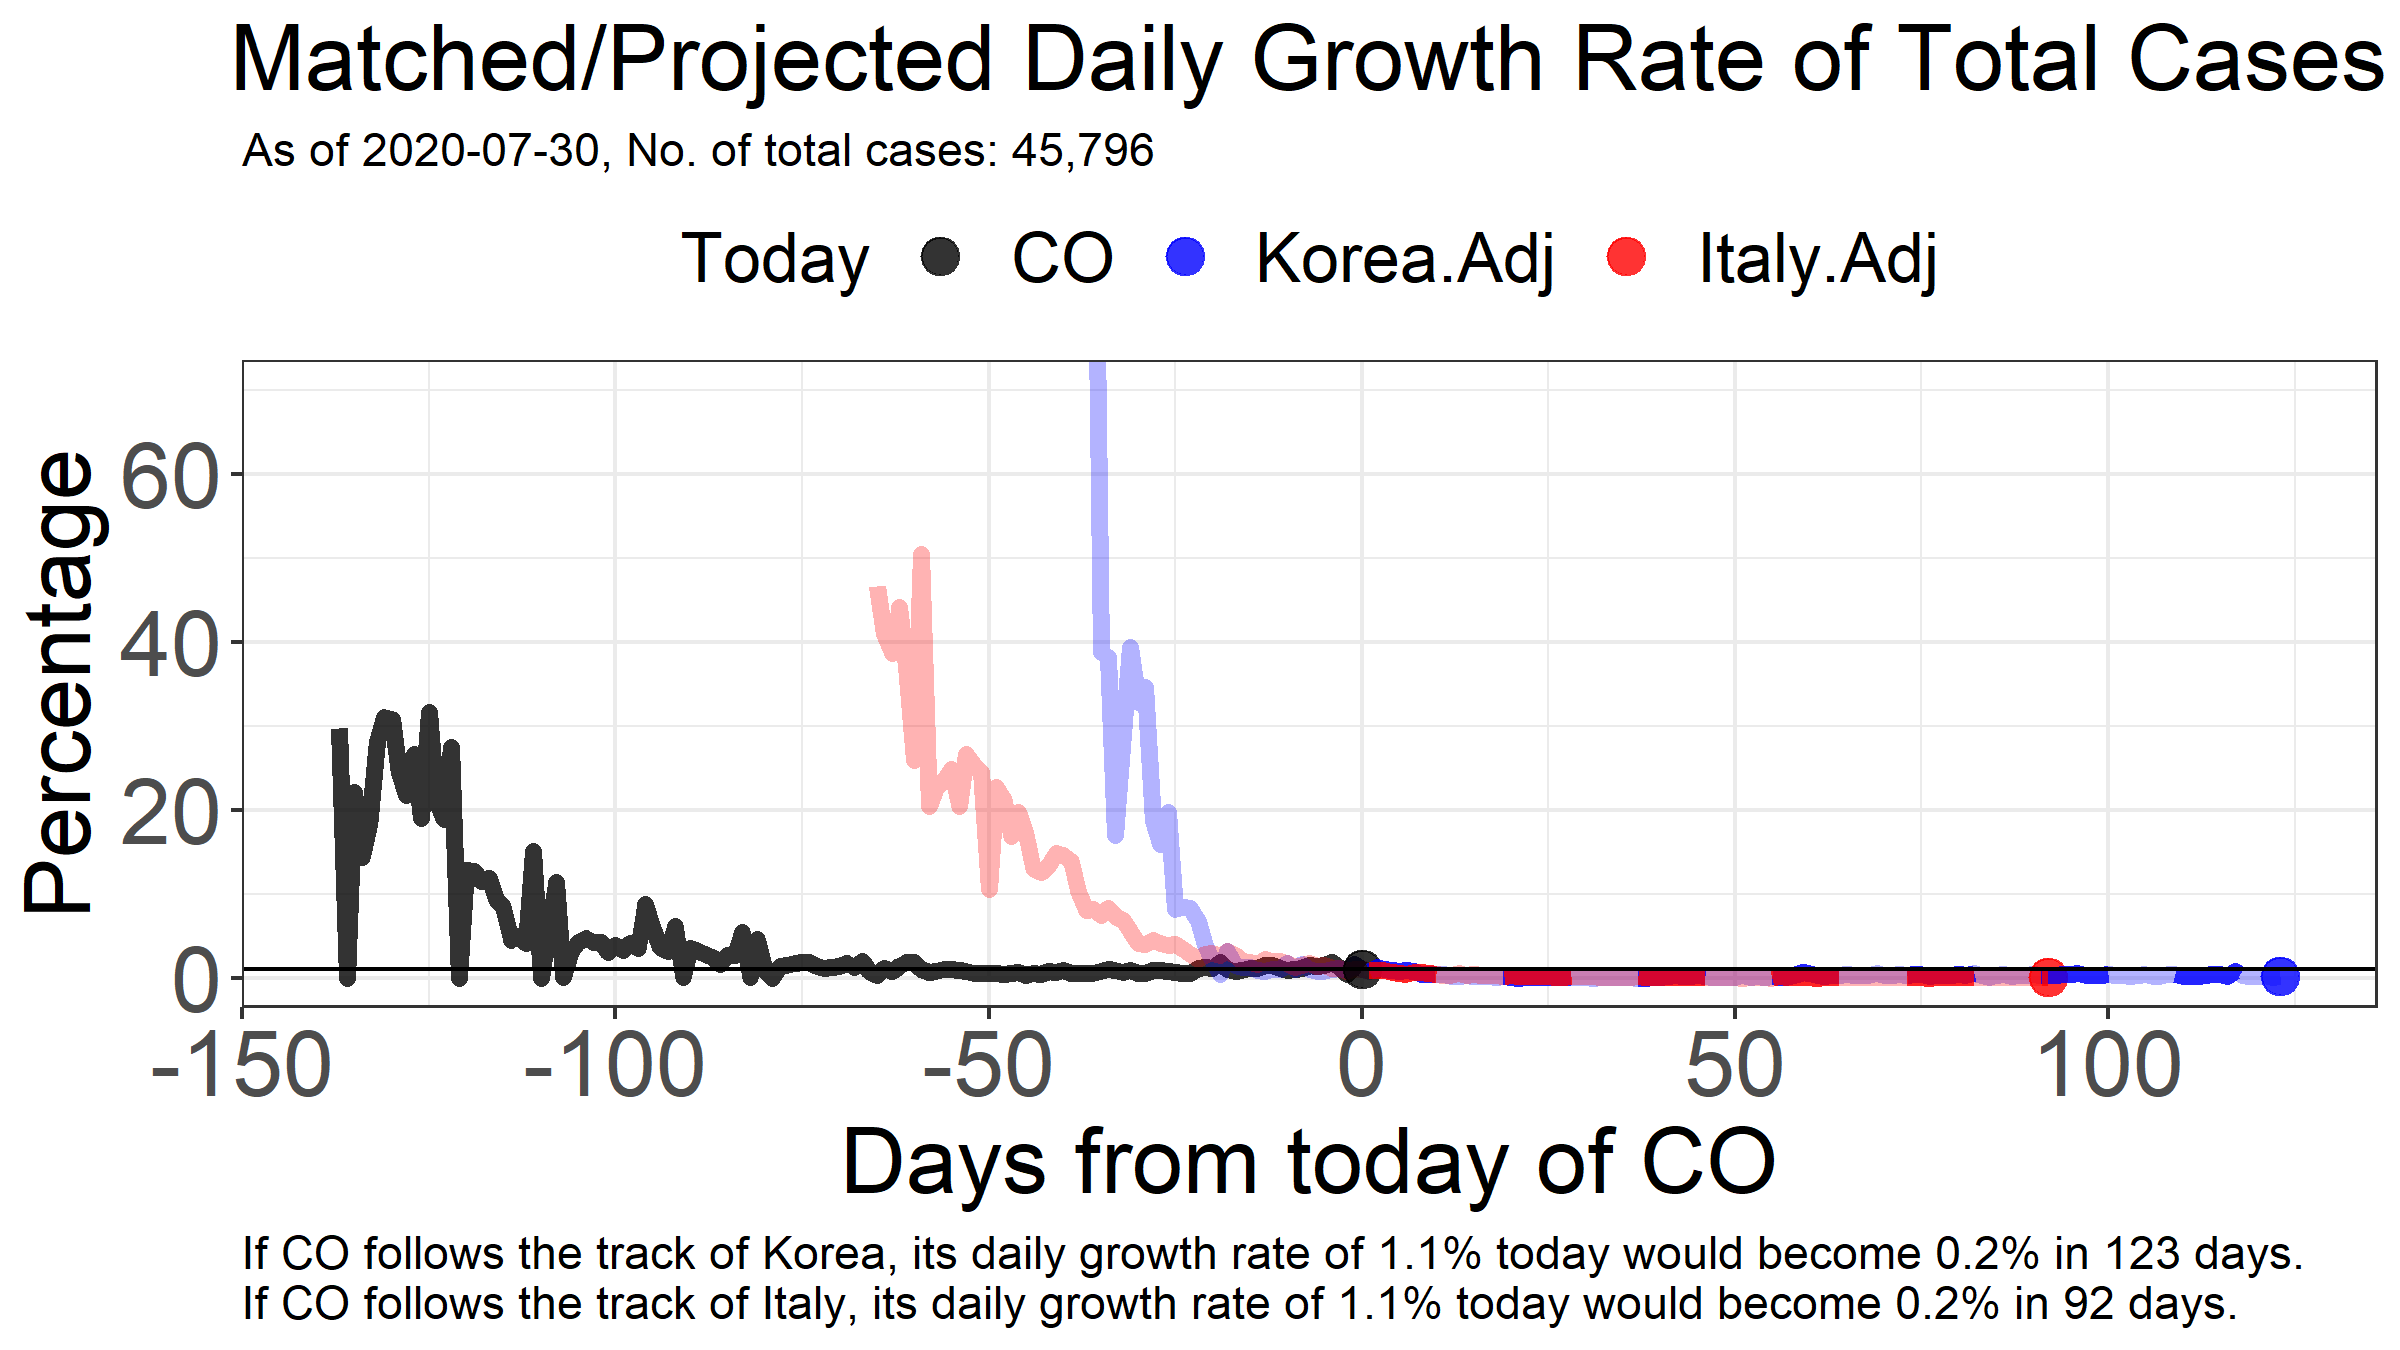 Matched/Projected Daily Growth Rate of Total Cases
As of 2020-07-30, No. of total cases: 45,796
Today CO Korea.Adj Italy.Adj
Percentage
60
40
20
0
-150 -100 -50 0 50 100
Days from today of CO
If CO follows the track of Korea, its daily growth rate of 1.1% today would become 0.2% in 123 days.
If CO follows the track of Italy, its daily growth rate of 1.1% today would become 0.2% in 92 days.